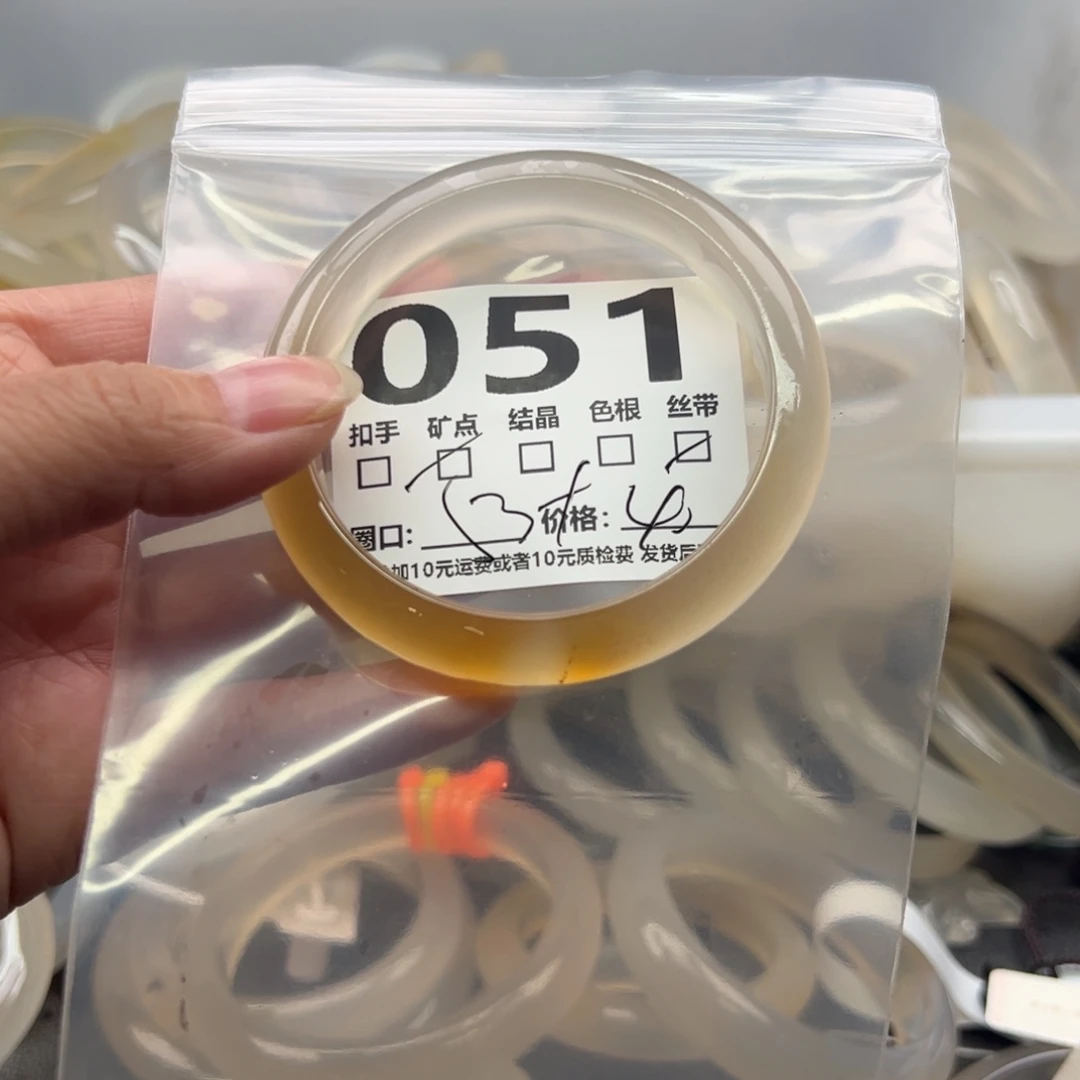 051
扣手 矿点 结晶 色根 丝带
圈口: 价格:
加10元运费或者10元质检费 发货后